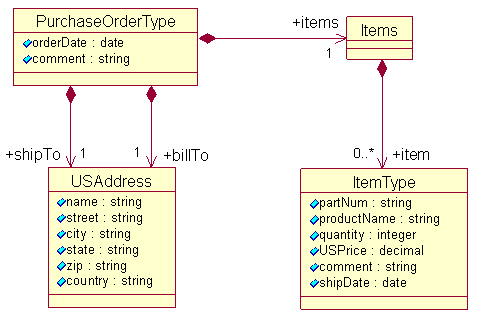 PurchaseOrderType
orderDate : date
comment : string
+items
1
Items
+shipTo
1
1
+billTo
0..*
+item
USAddress
name : string
street : string
city : string
state : string
zip : string
country : string
ItemType
partNum : string
productName : string
quantity : integer
USPrice : decimal
comment : string
shipDate : date